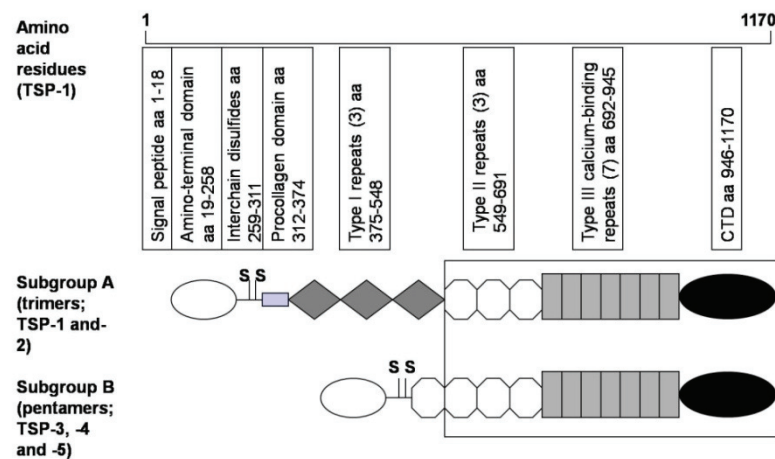 Amino
acid
residues
(TSP-1)
1
1170
Signal peptide aa 1-18
Amino-terminal domain
aa 19-258
Interchain disulfides aa
259-311
Procollagen domain aa
312-374
Type I repeats (3) aa
375-548
Type II repeats (3) aa
549-691
Type III calcium-binding
repeats (7) aa 692-945
CTD aa 946-1170
Subgroup A
(trimers;
TSP-1 and-
2)
S S
Subgroup B
(pentamers;
TSP-3, -4
and -5)
S S